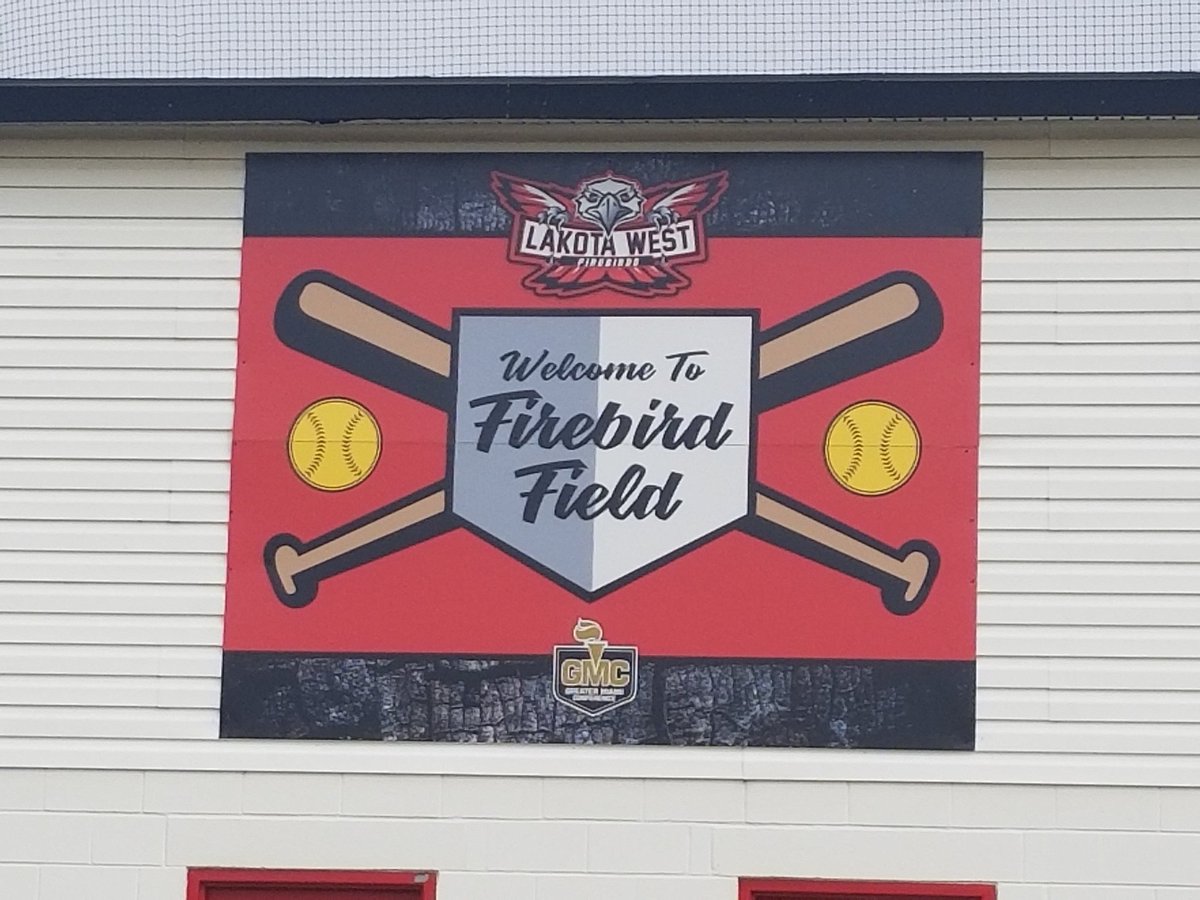 LAKOTA WEST
FIREBIRDS
Welcome To
Firebird
Field
GMC
GREATER MIAMI
CONFERENCE